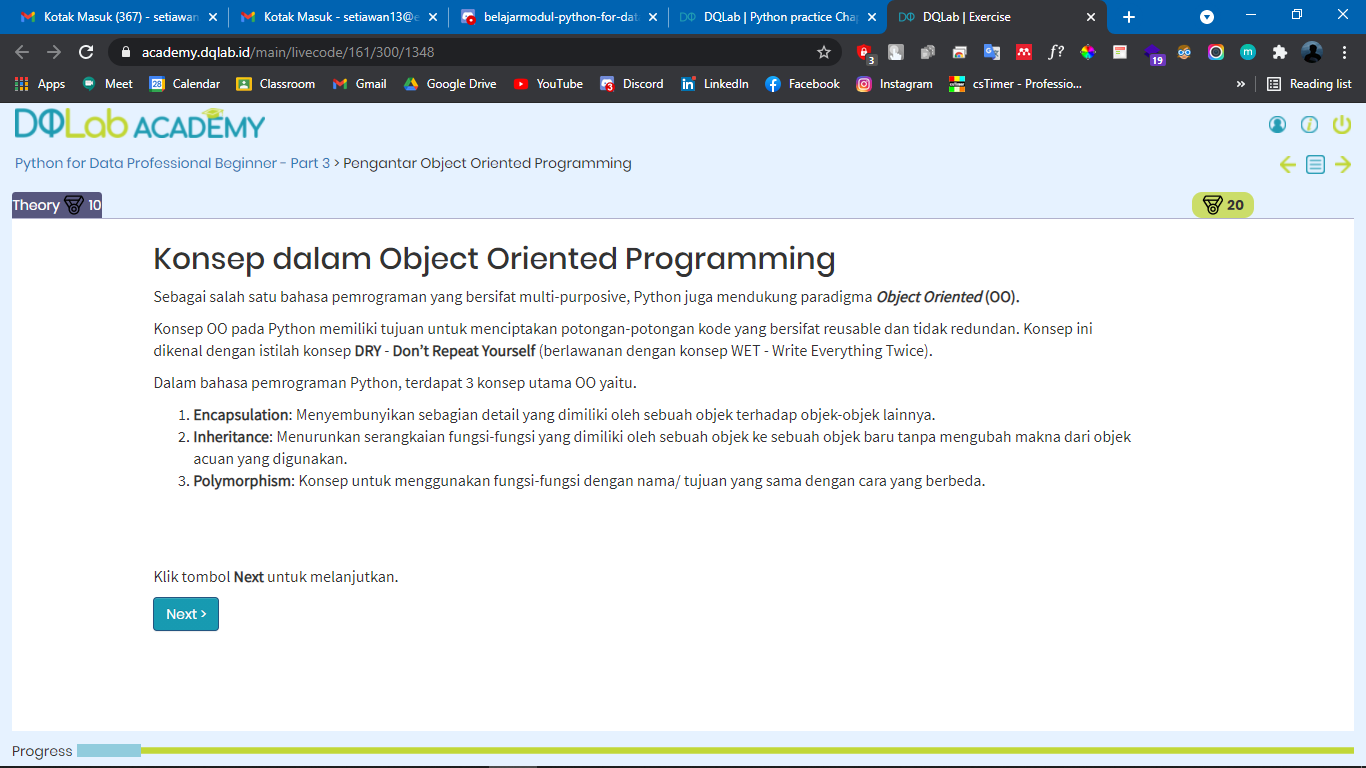 Kotak Masuk (367) - setiawan
Kotak Masuk - setiawan13@e
belajarmodul-python-for-dat
DQLab | Python practice Chap
DQLab | Exercise
academy.dqlab.id/main/livecode/161/300/1348
3
f?
19
m
Apps
Meet
28
Calendar
Classroom
Gmail
Google Drive
YouTube
3
Discord
LinkedIn
Facebook
Instagram
csTimer - Professio...
»
Reading list
DQLab ACADEMY
Python for Data Professional Beginner - Part 3 > Pengantar Object Oriented Programming
Theory 10
20
Konsep dalam Object Oriented Programming
Sebagai salah satu bahasa pemrograman yang bersifat multi-purposive, Python juga mendukung paradigma Object Oriented (OO).
Konsep OO pada Python memiliki tujuan untuk menciptakan potongan-potongan kode yang bersifat reusable dan tidak redundan. Konsep ini
dikenal dengan istilah konsep DRY - Don't Repeat Yourself (berlawanan dengan konsep WET - Write Everything Twice).
Dalam bahasa pemrograman Python, terdapat 3 konsep utama OO yaitu.
1. Encapsulation: Menyembunyikan sebagian detail yang dimiliki oleh sebuah objek terhadap objek-objek lainnya.
2. Inheritance: Menurunkan serangkaian fungsi-fungsi yang dimiliki oleh sebuah objek ke sebuah objek baru tanpa mengubah makna dari objek
acuan yang digunakan.
3. Polymorphism: Konsep untuk menggunakan fungsi-fungsi dengan nama/ tujuan yang sama dengan cara yang berbeda.
Klik tombol Next untuk melanjutkan.
Next >
Progress